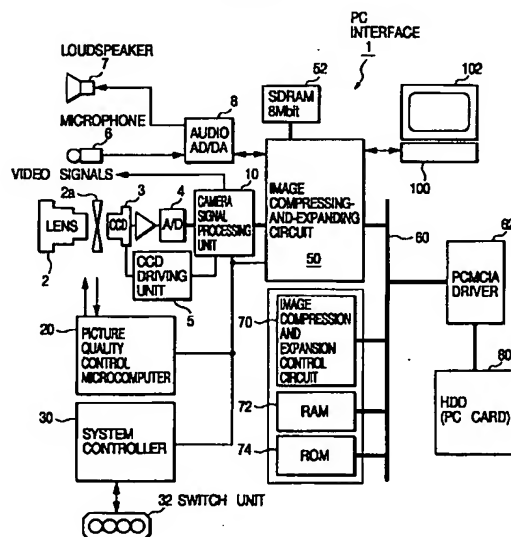 PC
INTERFACE
1
LOUDSPEAKER
7
52
SDRAM
8Mbit
102
MICROPHONE
8
AUDIO
AD/DA
6
100
VIDEO SIGNALS
2a
3
4
10
LENS
CCD
A/D
CAMERA
SIGNAL
PROCESSING
UNIT
IMAGE
COMPRESSING-
AND-EXPANDING
CIRCUIT
50
60
62
PCMCIA
DRIVER
2
CCD
DRIVING
UNIT
5
20
PICTURE
QUALITY
CONTROL
MICROCOMPUTER
70
IMAGE
COMPRESSION
AND
EXPANSION
CONTROL
CIRCUIT
80
HDD
(PC CARD)
30
SYSTEM
CONTROLLER
72
RAM
74
ROM
32 SWITCH UNIT